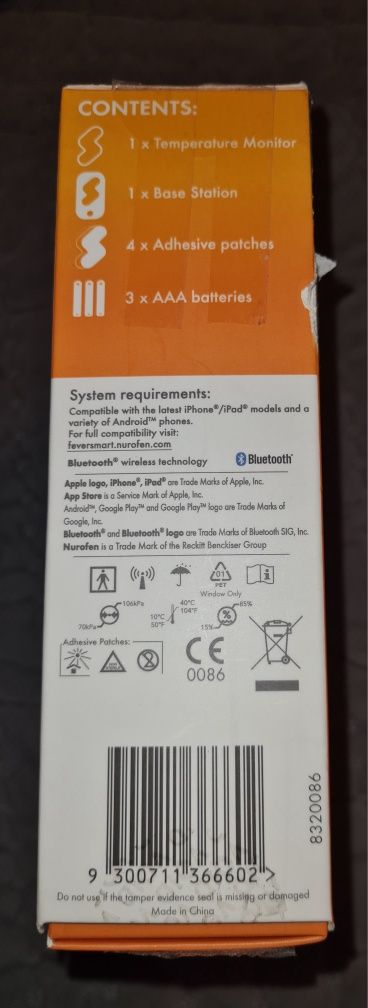 CONTENTS:
1 x Temperature Monitor
1 x Base Station
4 x Adhesive patches
3 x AAA batteries
System requirements:
Compatible with the latest iPhone®/iPad® models and a
variety of Android™ phones.
For full compatibility visit:
feversmart.nurofen.com
Bluetooth® wireless technology
Bluetooth®
Apple logo, iPhone®, iPad® are Trade Marks of Apple, Inc.
App Store is a Service Mark of Apple, Inc.
Android™, Google Play™ and Google Play™ logo are Trade Marks of
Google, Inc.
Bluetooth® and Bluetooth® logo are Trade Marks of Bluetooth SIG, Inc.
Nurofen is a Trade Mark of the Reckitt Benckiser Group
01
PET
Window Only
106kPa
70kPa
40°C
104°F
10°C
50°F
85%
15%
%
Adhesive Patches:
2
CE
0086
8320086
9 300711 366602 >
Do not use if the tamper evidence seal is missing or damaged
Made in China